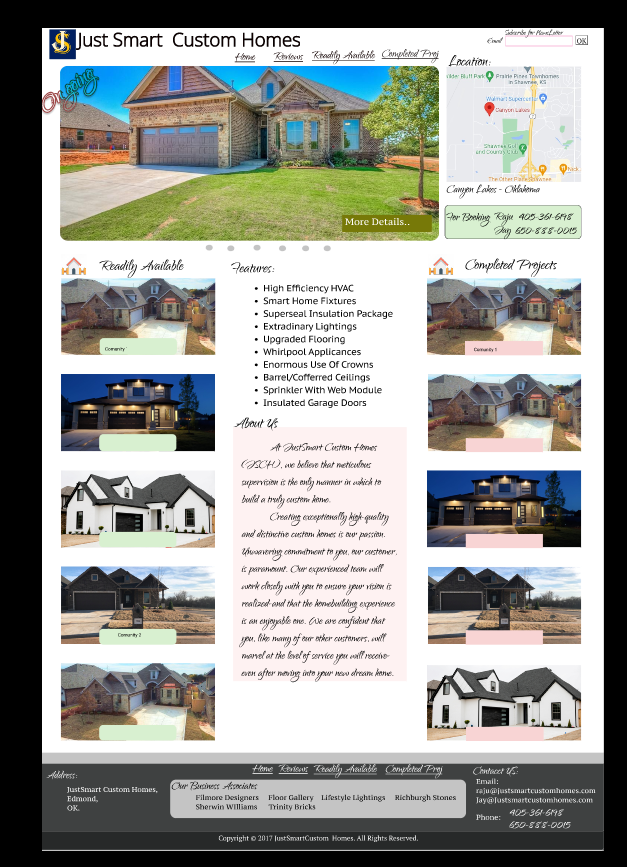 Just Smart Custom Homes
Subscribe for NewsLetter
Email
OK
Home Reviews Readily Available Completed Proj
Ongoing
More Details..
Location:
Prairie Pines Townhomes
in Shawnee, KS
Walmart Supercenter
Canyon Lakes
7
Shawnee Gulf
and Country Club
The Other Place Shawnee
Canyon Lakes - Oklahoma
For Booking Raju 405-361-6198
Jay 650-888-0015
Readily Available
Comunity
Comunity 2
Features:
• High Efficiency HVAC
• Smart Home Fixtures
• Superseal Insulation Package
• Extradinary Lightings
• Upgraded Flooring
• Whirlpool Applicances
• Enormous Use Of Crowns
• Barrel/Cofferred Ceilings
• Sprinkler With Web Module
• Insulated Garage Doors
About Us
At JustSmart Custom Homes
(JSCH), we believe that meticulous
supervision is the only manner in which to
build a truly custom home.
Creating exceptionally high-quality
and distinctive custom homes is our passion.
Unwavering commitment to you, our customer,
is paramount. Our experienced team will
work closely with you to ensure your vision is
realized-and that the homebuilding experience
is an enjoyable one. We are confident that
you, like many of our other customers, will
marvel at the level of service you will receive-
even after moving into your new dream home.
Completed Projects
Comunity 1
Home Reviews Readily Available Completed Proj
Address:
JustSmart Custom Homes,
Edmond,
OK.
Our Business Associates
Filmore Designers Floor Gallery Lifestyle Lightings Richburgh Stones
Sherwin Williams Trinity Bricks
Contacet US:
Email:
raju@justsmartcustomhomes.com
Jay@Justsmartcustomhomes.com
Phone: 405-361-6198
650-888-0015
Copyright © 2017 JustSmartCustom Homes. All Rights Reserved.